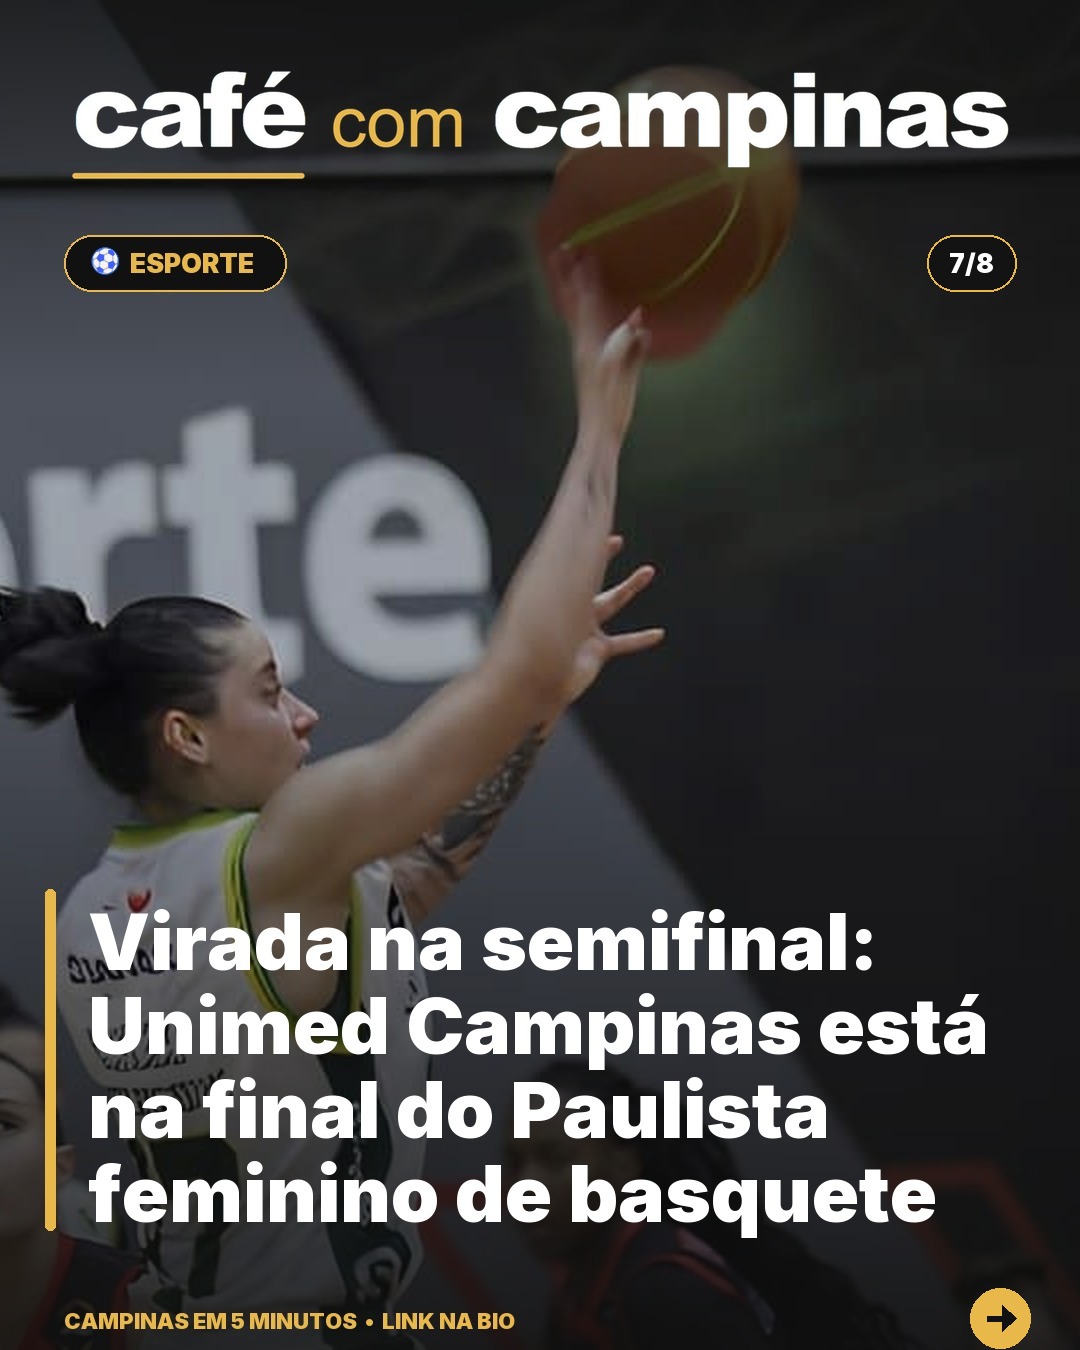 café com campinas
ESPORTE
7/8
rte
Virada na semifinal:
Unimed Campinas está
na final do Paulista
feminino de basquete
CAMPINAS EM 5 MINUTOS • LINK NA BIO